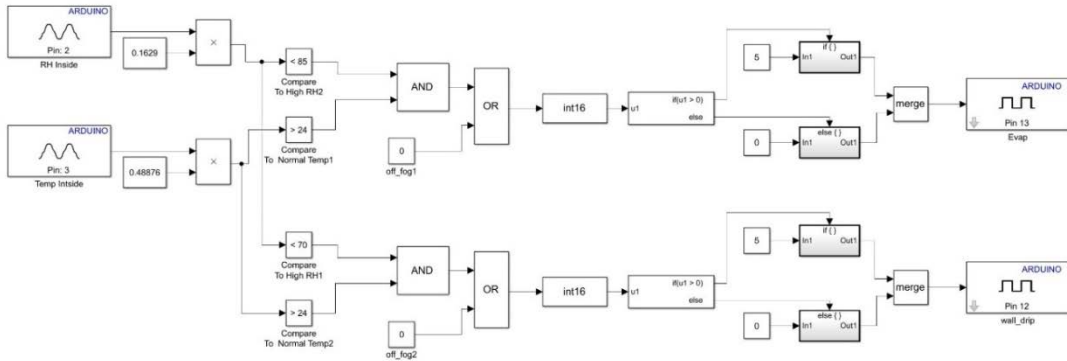 ARDUINO
Pin: 2
RH Inside
0.1629
×
< 85
Compare
To High RH2
AND
OR
int16
u1
if(u1 > 0)
else
5
if { }
In1
Out1
0
else { }
In1
Out1
merge
ARDUINO
Pin 13
Evap
ARDUINO
Pin: 3
Temp Intside
0.48876
×
> 24
Compare
To Normal Temp1
0
off_fog1
< 70
Compare
To High RH1
> 24
Compare
To Normal Temp2
AND
OR
0
off_fog2
int16
u1
if(u1 > 0)
else
5
if { }
In1
Out1
0
else { }
In1
Out1
merge
ARDUINO
Pin 12
wall_drip